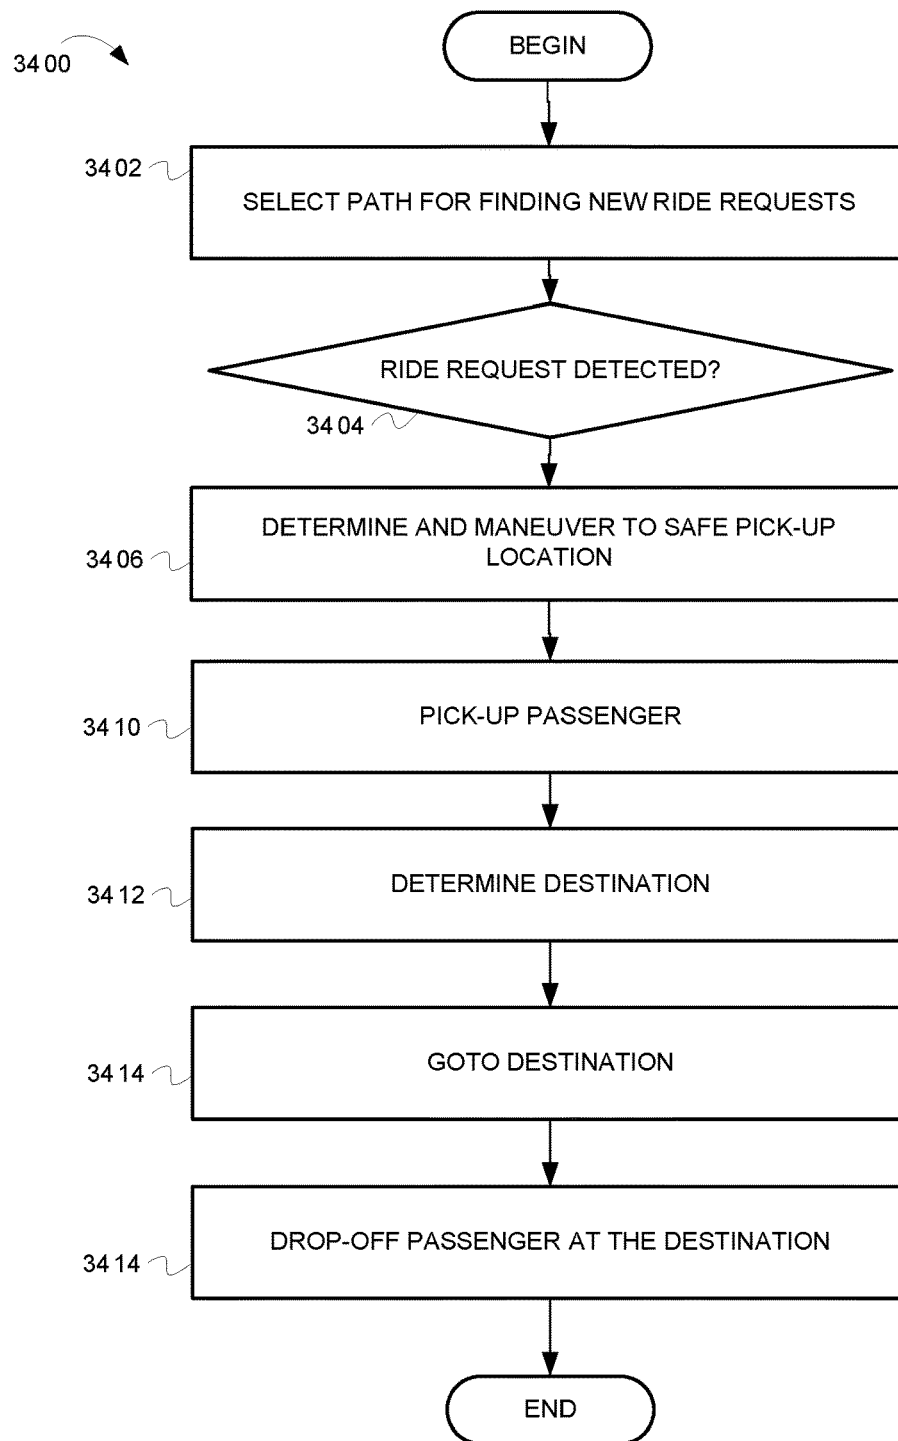 BEGIN
3400
3402
SELECT PATH FOR FINDING NEW RIDE REQUESTS
RIDE REQUEST DETECTED?
3404
DETERMINE AND MANEUVER TO SAFE PICK-UP
LOCATION
3406
PICK-UP PASSENGER
3410
DETERMINE DESTINATION
3412
GOTO DESTINATION
3414
DROP-OFF PASSENGER AT THE DESTINATION
3414
END